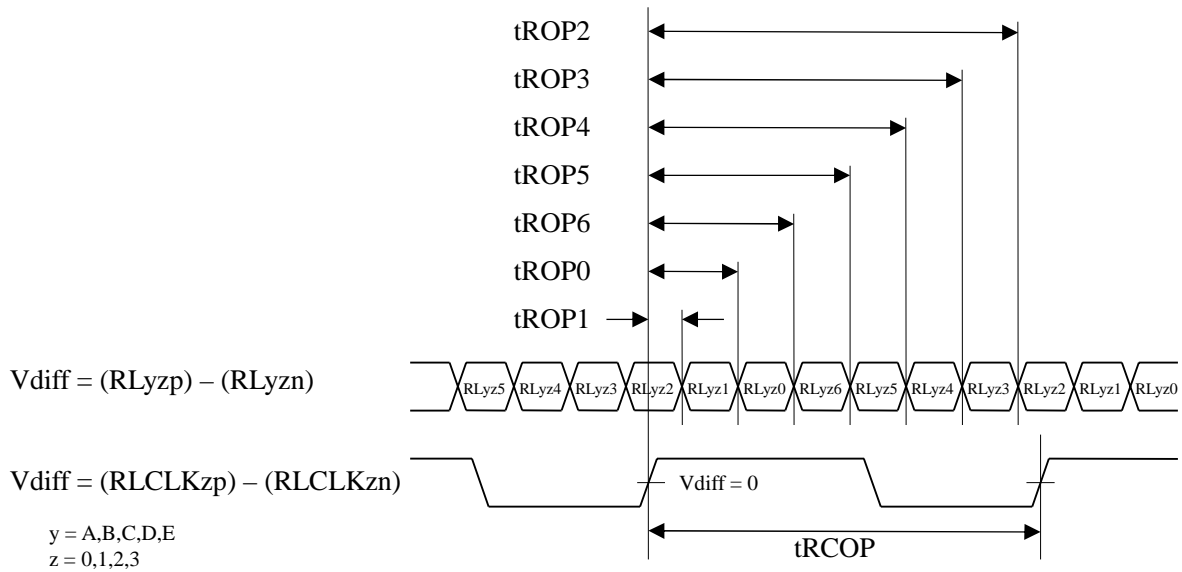 tROP2
tROP3
tROP4
tROP5
tROP6
tROP0
tROP1
Vdiff = (RLyzp) – (RLyzn)
RLyz5 RLyz4 RLyz3 RLyz2 RLyz1 RLyz0 RLyz6 RLyz5 RLyz4 RLyz3 RLyz2 RLyz1 RLyz0
Vdiff = (RLCLKzp) – (RLCLKzn)
Vdiff = 0
y = A,B,C,D,E
z = 0,1,2,3
tRCOP